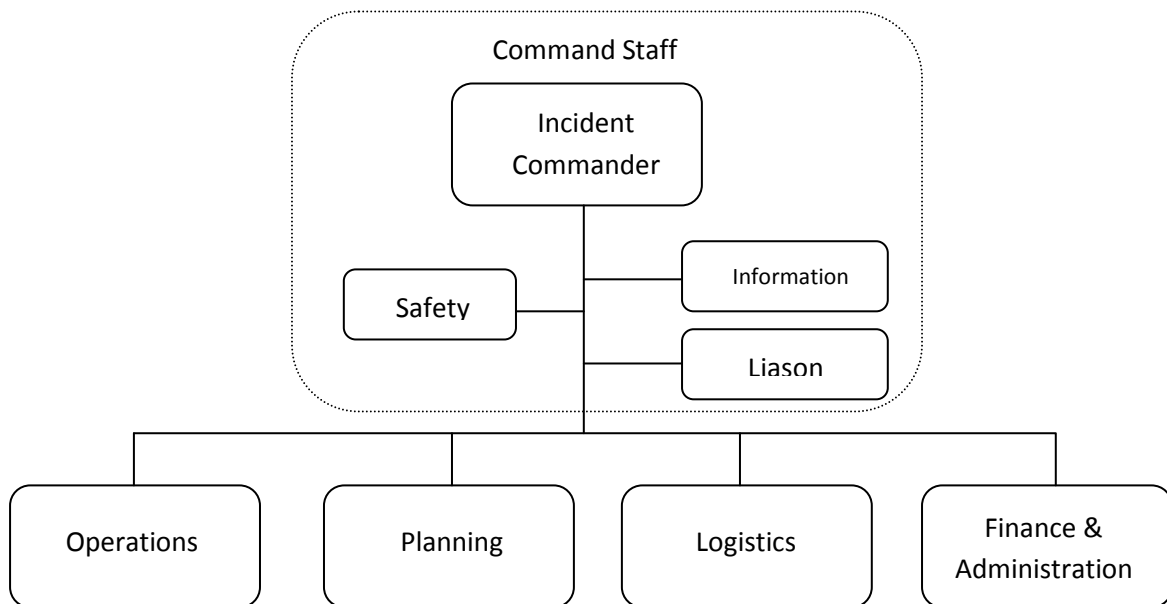 Command Staff
Incident
Commander
Information
Safety
Liason
Operations
Planning
Logistics
Finance &
Administration